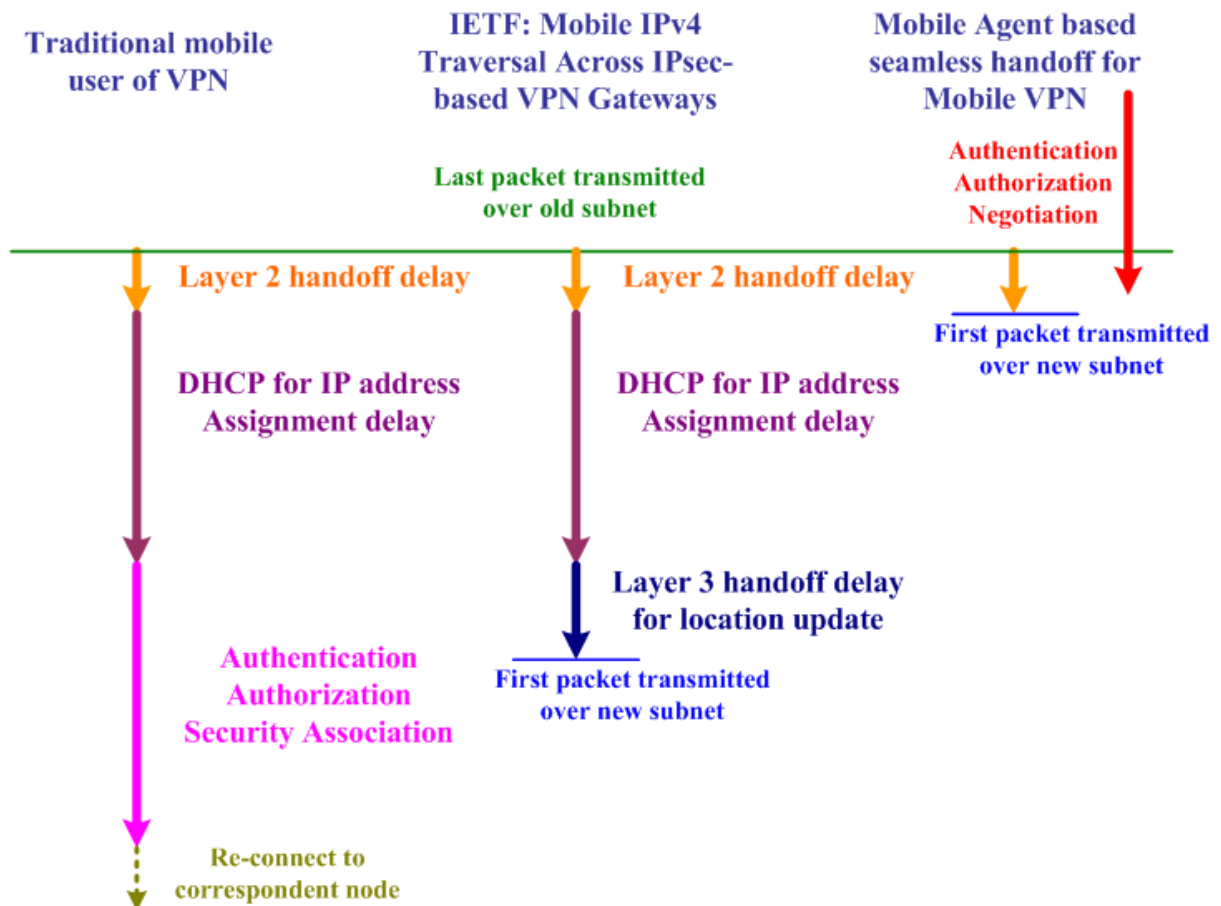 Traditional mobile
user of VPN
IETF: Mobile IPv4
Traversal Across IPsec-
based VPN Gateways
Mobile Agent based
seamless handoff for
Mobile VPN
Authentication
Authorization
Negotiation
Last packet transmitted
over old subnet
Layer 2 handoff delay
Layer 2 handoff delay
First packet transmitted
over new subnet
DHCP for IP address
Assignment delay
DHCP for IP address
Assignment delay
Layer 3 handoff delay
for location update
Authentication
Authorization
Security Association
First packet transmitted
over new subnet
Re-connect to
correspondent node